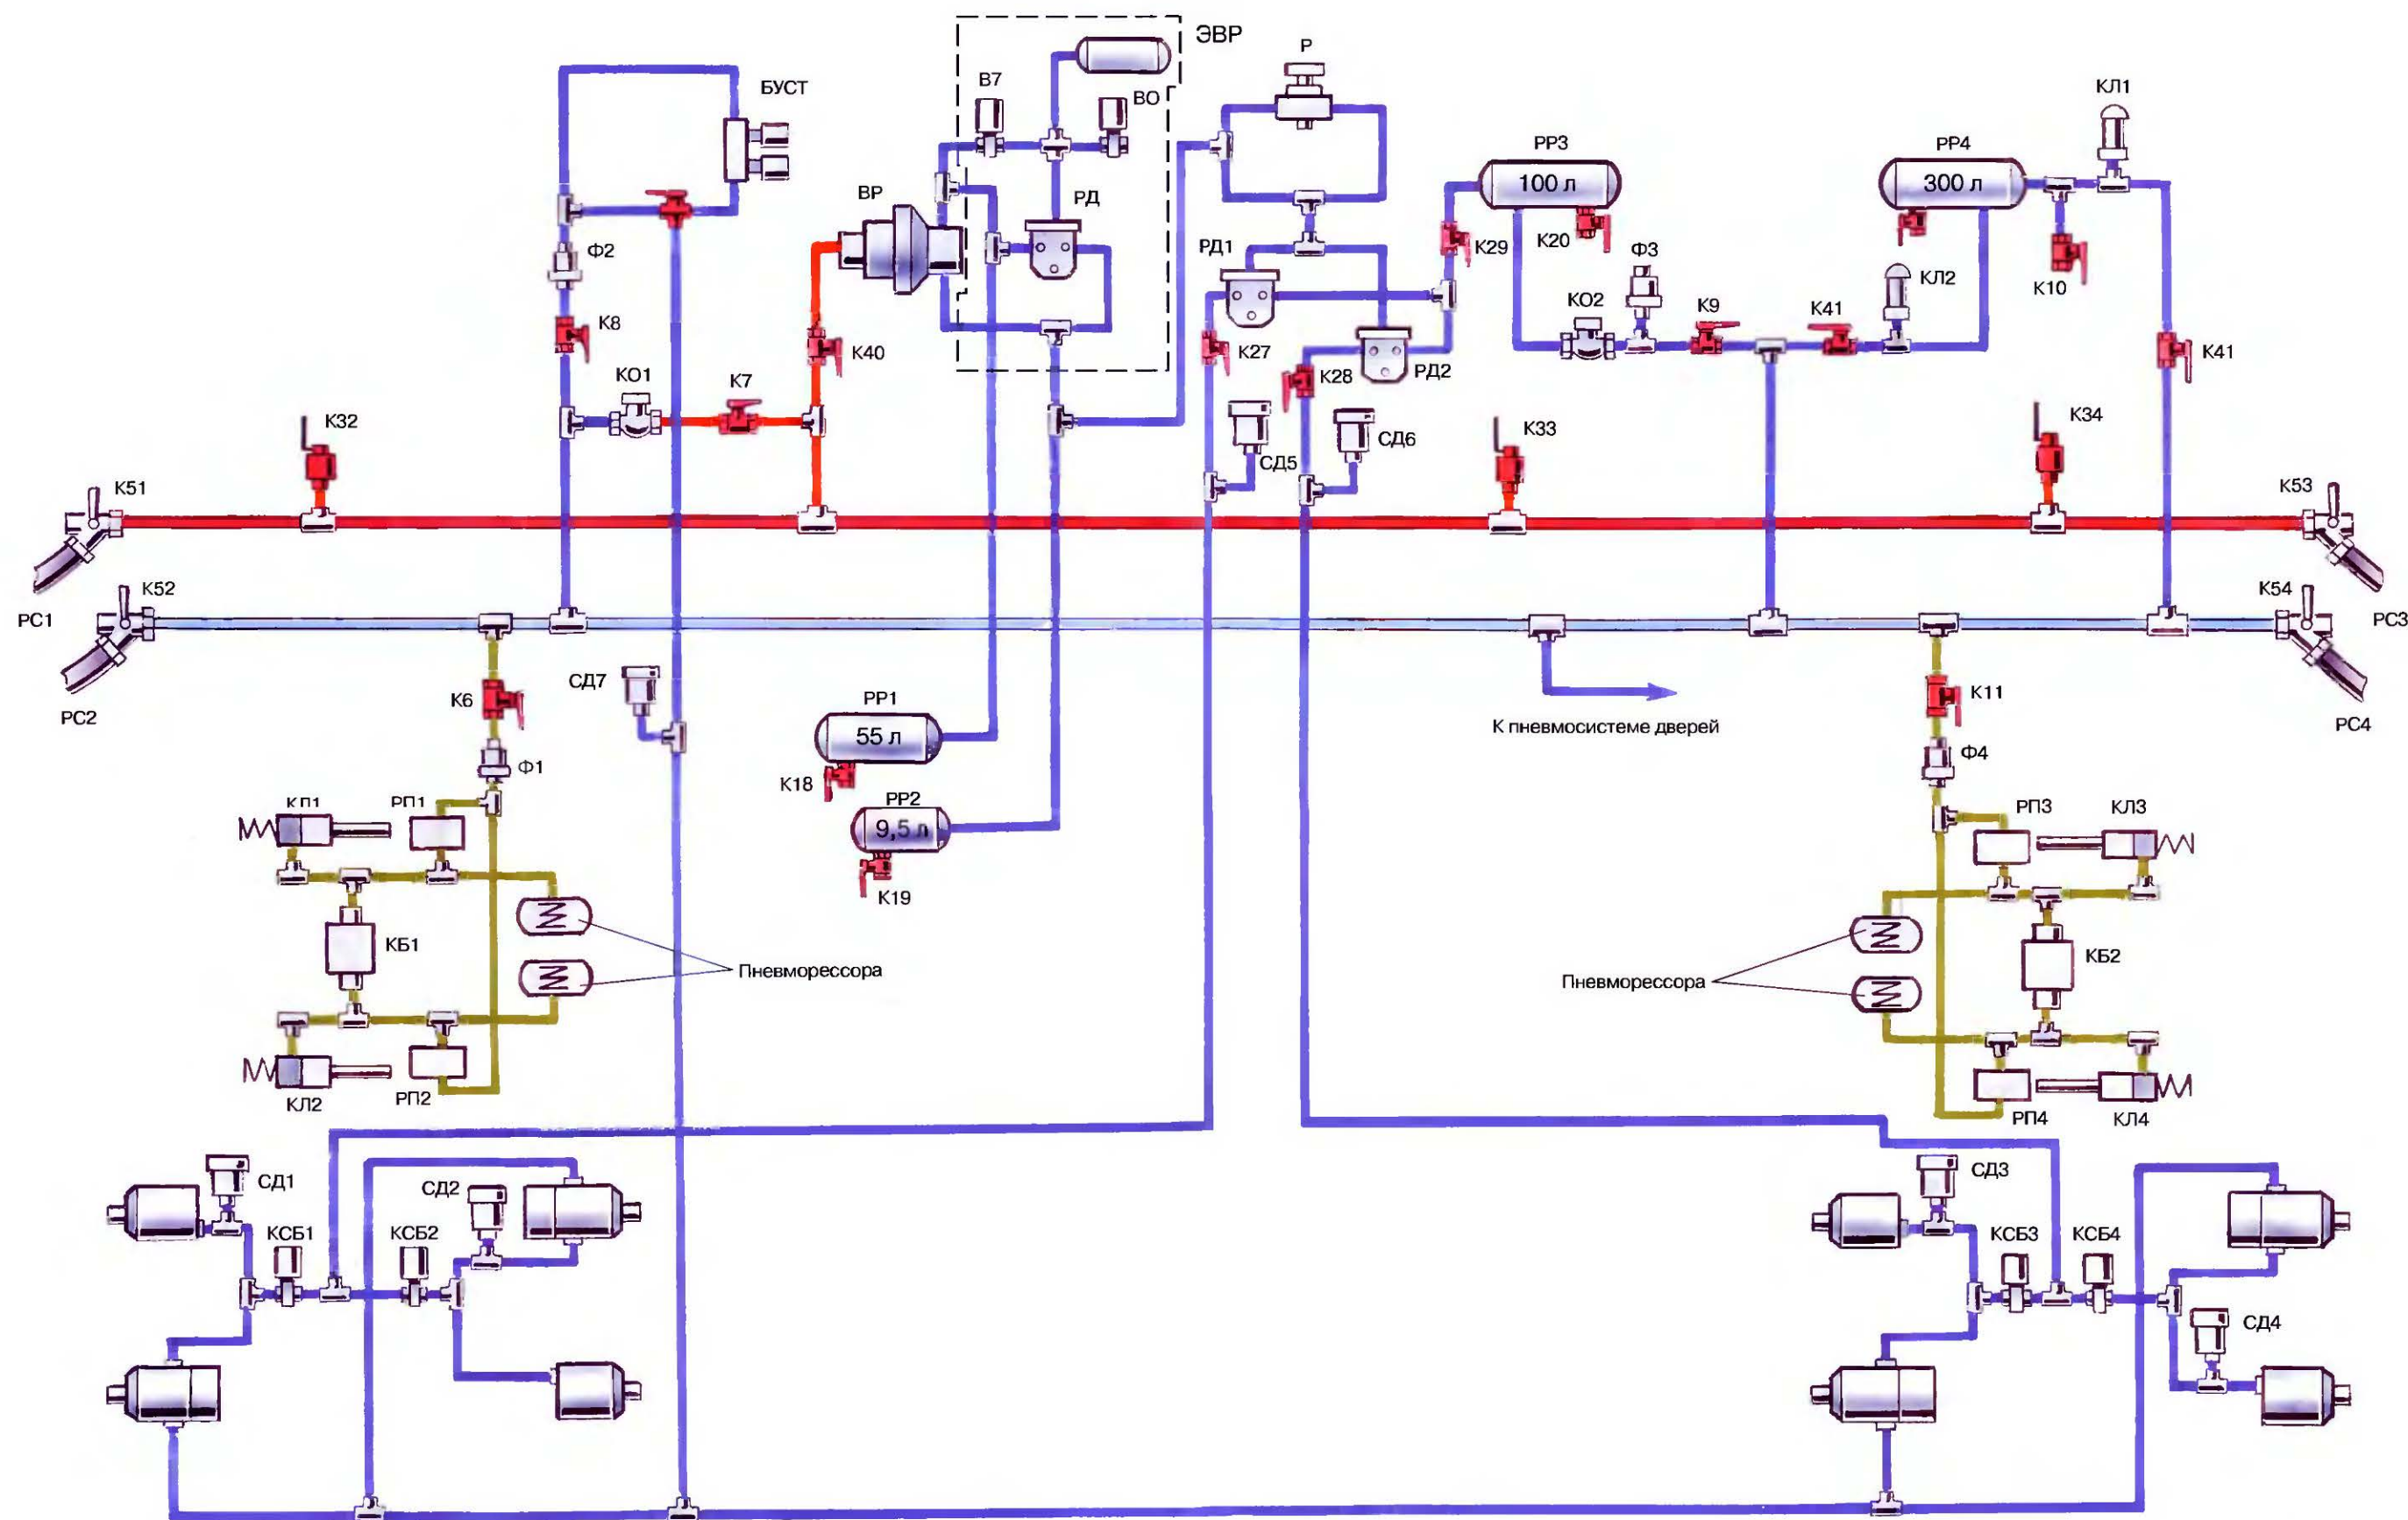 ЭВР
Р
В7
ВО
БУСТ
КЛ1
РР3
РР4
100 л
300 л
ВР
РД
К20
К29
РД1
Ф2
Ф3
КЛ2
К10
КО2
К9
К41
К8
К40
К27
К28
РД2
К41
КО1
К7
К32
К33
К34
СД6
СД5
К51
К53
К52
К54
РС1
РС3
РС2
РС4
К6
СД7
РР1
55 л
К11
К пневмосистеме дверей
Ф1
К18
Ф4
КЛ1
РП1
РР2
9,5 л
РП3
КЛ3
К19
КБ1
Пневморессора
КБ2
Пневморессора
КЛ2
РП2
РП4
КЛ4
СД1
СД2
СД3
КСБ1
КСБ2
КСБ3
КСБ4
СД4